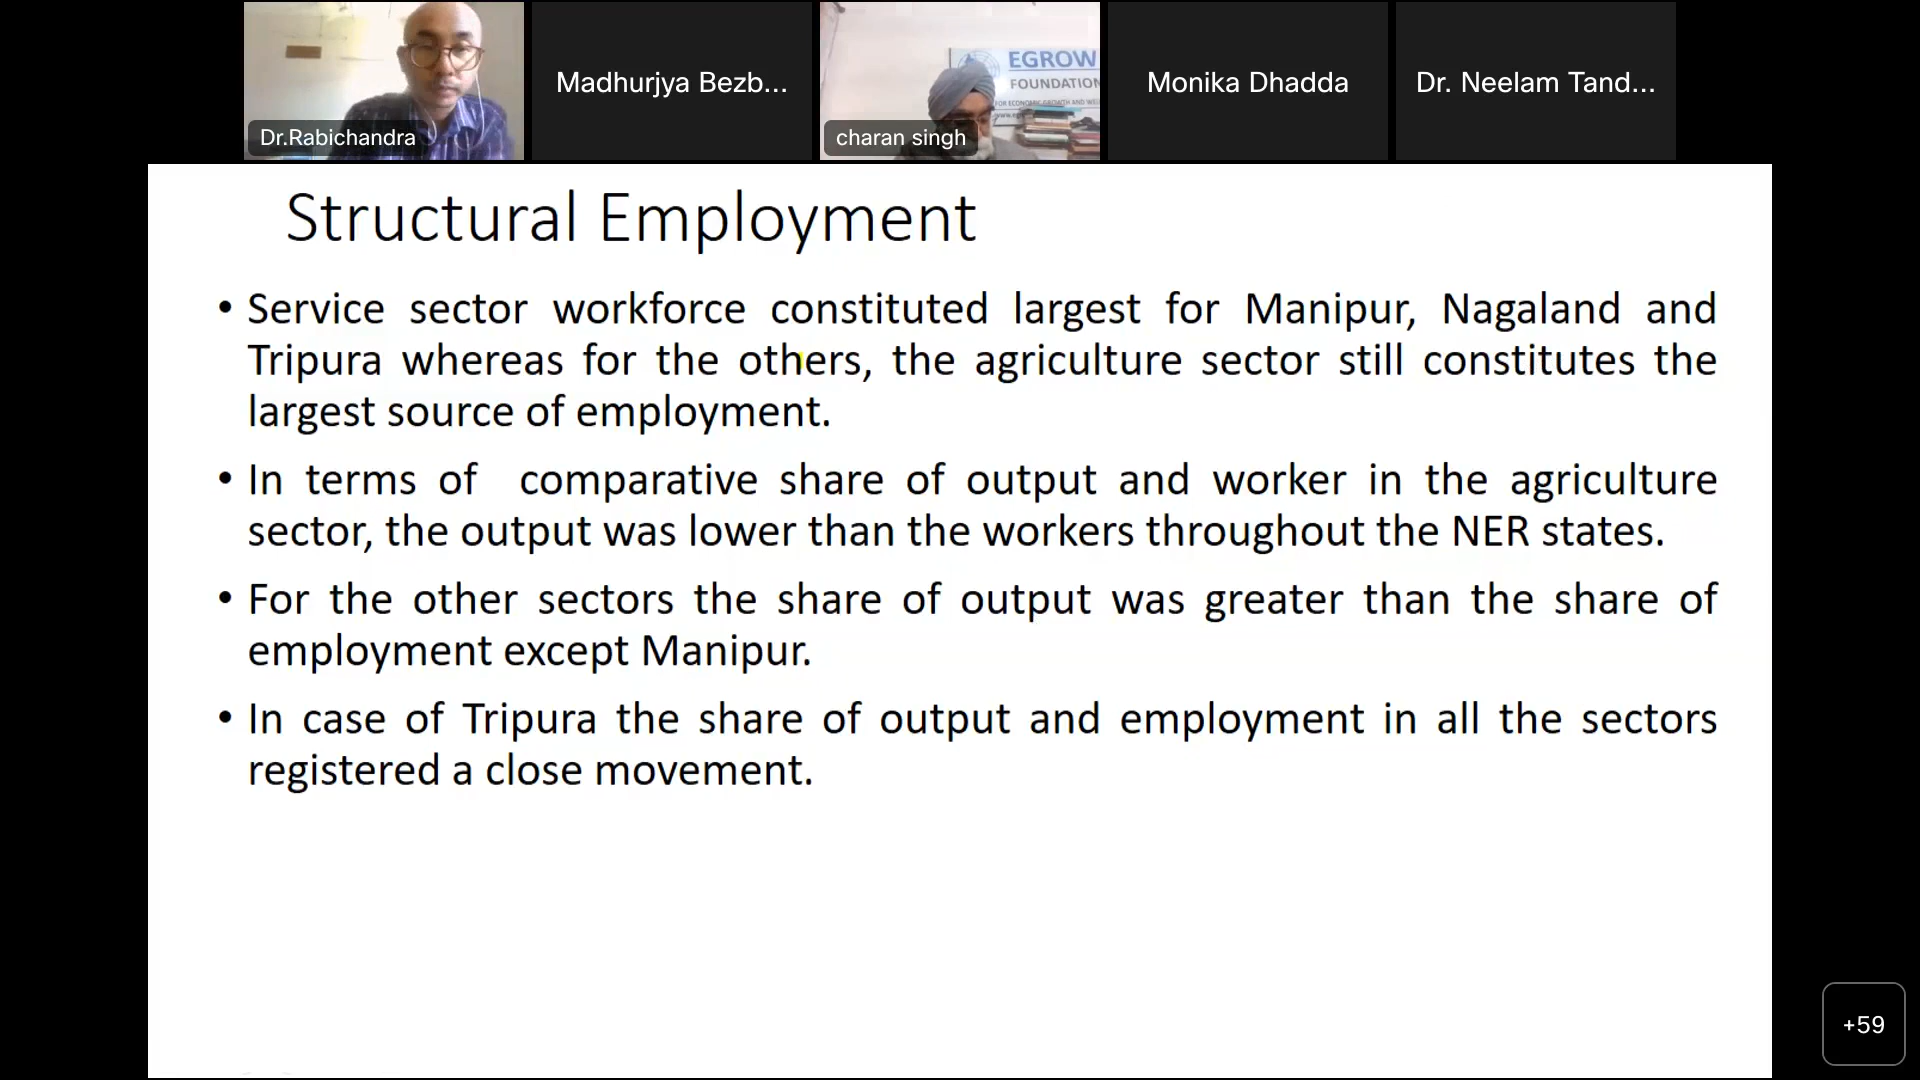 EGROW
FOUNDATION
FOR ECONOMIC GROWTH AND WEL
Madhurjya Bezb...
Monika Dhadda
Dr. Neelam Tand...
Dr.Rabichandra
charan singh
Structural Employment
• Service sector workforce constituted largest for Manipur, Nagaland and
Tripura whereas for the others, the agriculture sector still constitutes the
largest source of employment.
• In terms of comparative share of output and worker in the agriculture
sector, the output was lower than the workers throughout the NER states.
• For the other sectors the share of output was greater than the share of
employment except Manipur.
• In case of Tripura the share of output and employment in all the sectors
registered a close movement.
+59